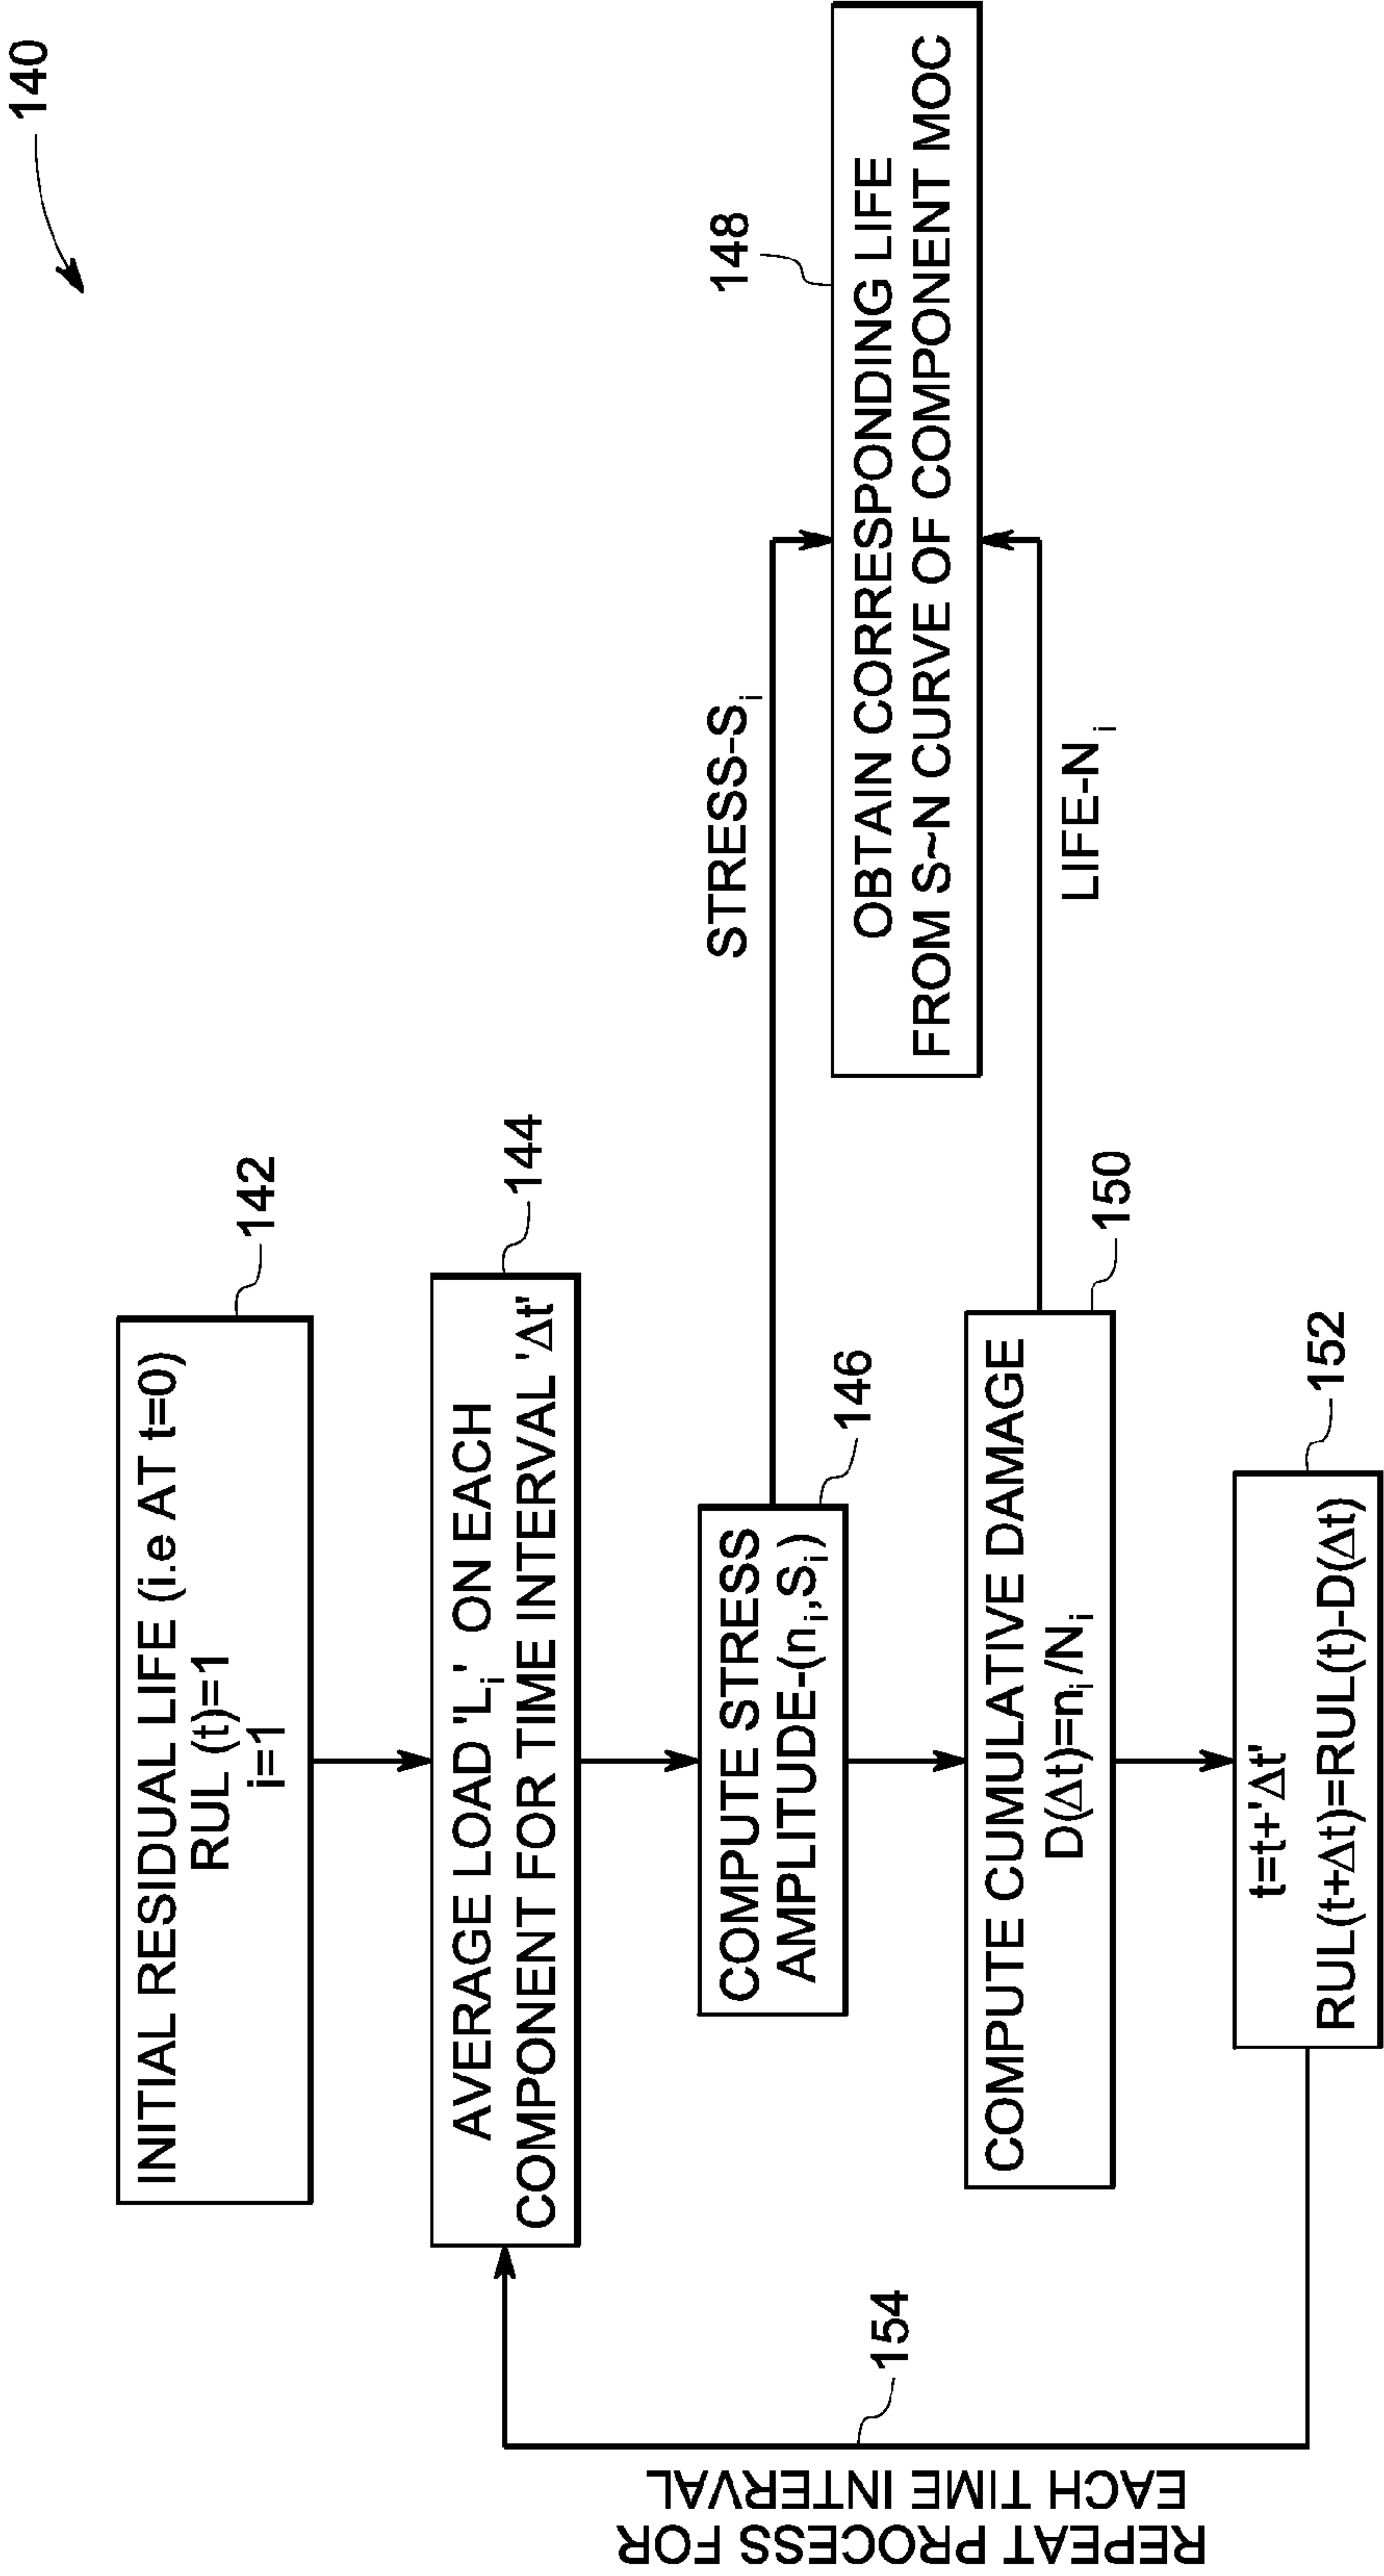 140
INITIAL RESIDUAL LIFE (i.e AT t=0)
RUL (t)=1
i=1
142
AVERAGE LOAD 'Li' ON EACH
COMPONENT FOR TIME INTERVAL 'Δt'
144
COMPUTE STRESS
AMPLITUDE-(ni,Si)
146
STRESS-Si
148
OBTAIN CORRESPONDING LIFE
FROM S~N CURVE OF COMPONENT MOC
LIFE-Ni
COMPUTE CUMULATIVE DAMAGE
D(Δt)=ni/Ni
150
t=t+'Δt'
RUL(t+Δt)=RUL(t)-D(Δt)
152
154
REPEAT PROCESS FOR
EACH TIME INTERVAL